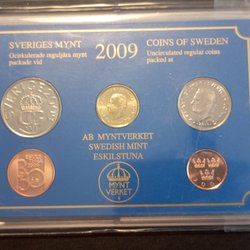 SVERIGES MYNT
Ocirkulerade reguljära mynt
packade vid
2009
COINS OF SWEDEN
Uncirculated regular coins
packed at
SVERIGE
AB MYNTVERKET
SWEDISH MINT
ESKILSTUNA
MYNT
VERKET